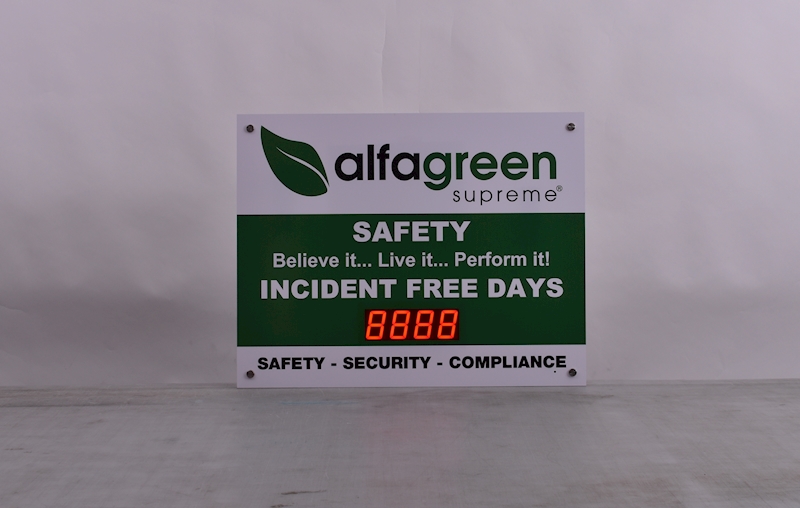 alfagreen
supreme®
SAFETY
Believe it... Live it... Perform it!
INCIDENT FREE DAYS
8888
SAFETY - SECURITY - COMPLIANCE